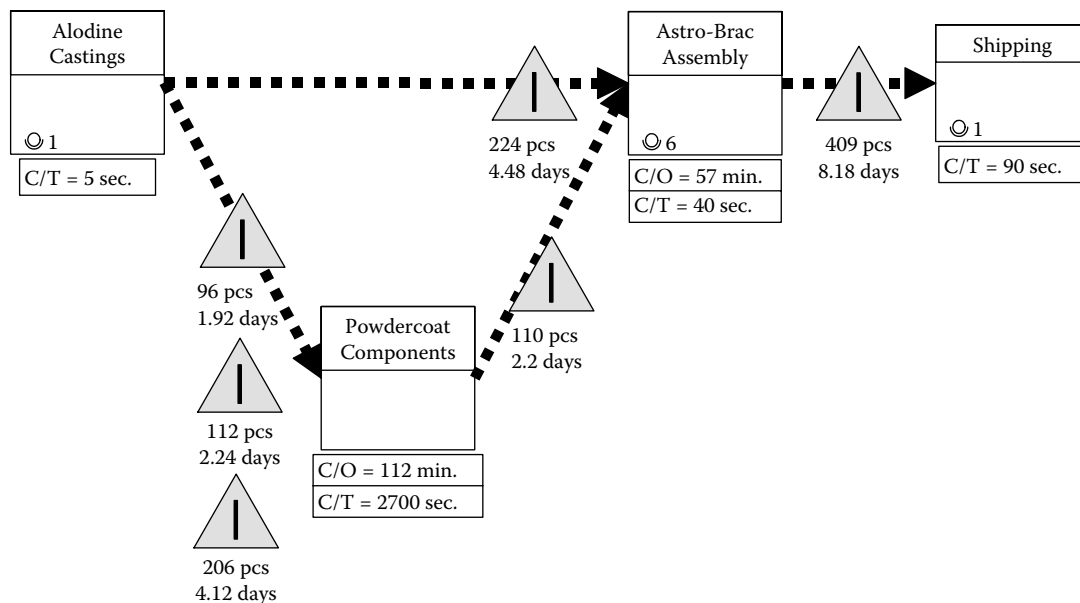 Alodine
Castings
1
C/T = 5 sec.
224 pcs
4.48 days
Astro-Brac
Assembly
6
C/O = 57 min.
C/T = 40 sec.
409 pcs
8.18 days
Shipping
1
C/T = 90 sec.
96 pcs
1.92 days
112 pcs
2.24 days
206 pcs
4.12 days
Powdercoat
Components
C/O = 112 min.
C/T = 2700 sec.
110 pcs
2.2 days